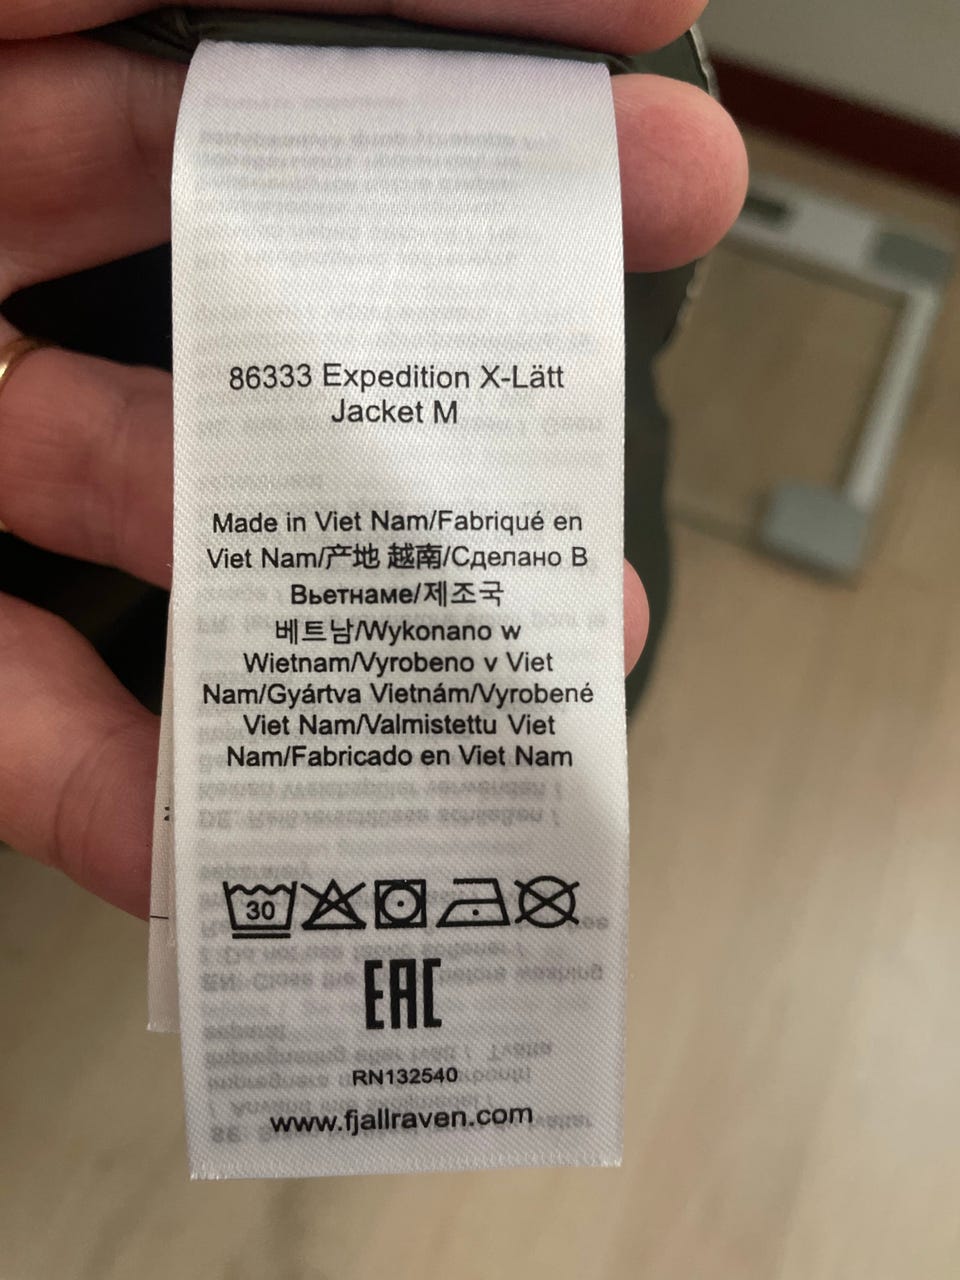 86333 Expedition X-Lätt
Jacket M
Made in Viet Nam/Fabriqué en
Viet Nam/产地 越南/Сделано В
Вьетнаме/제조국
베트남/Wykonano w
Wietnam/Vyrobeno v Viet
Nam/Gyártva Vietnám/Vyrobené
Viet Nam/Valmistettu Viet
Nam/Fabricado en Viet Nam
30
EAC
RN132540
www.fjallraven.com